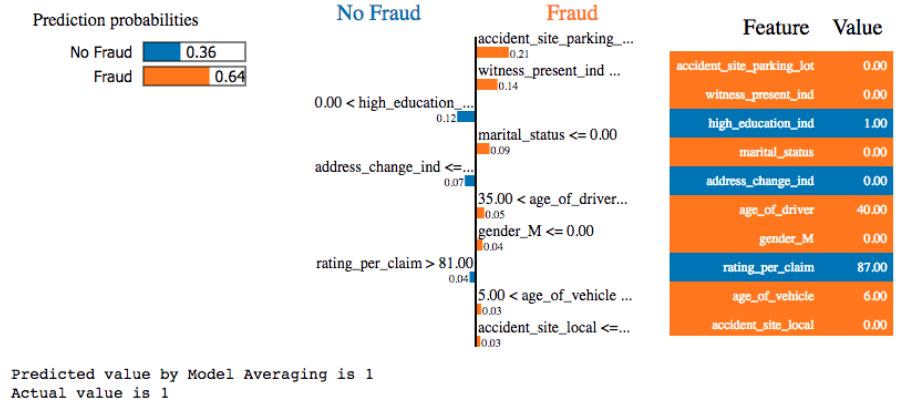 Prediction probabilities
No Fraud 0.36
Fraud 0.64
No Fraud Fraud
accident_site_parking_...
0.21
witness_present_ind ...
0.14
0.00 < high_education_...
0.12
marital_status <= 0.00
0.09
address_change_ind <=...
0.07
35.00 < age_of_driver...
0.05
gender_M <= 0.00
0.04
rating_per_claim > 81.00
0.04
5.00 < age_of_vehicle ...
0.03
accident_site_local <=...
0.03
Feature Value
accident_site_parking_lot 0.00
witness_present_ind 0.00
high_education_ind 1.00
marital_status 0.00
address_change_ind 0.00
age_of_driver 40.00
gender_M 0.00
rating_per_claim 87.00
age_of_vehicle 6.00
accident_site_local 0.00
Predicted value by Model Averaging is 1
Actual value is 1